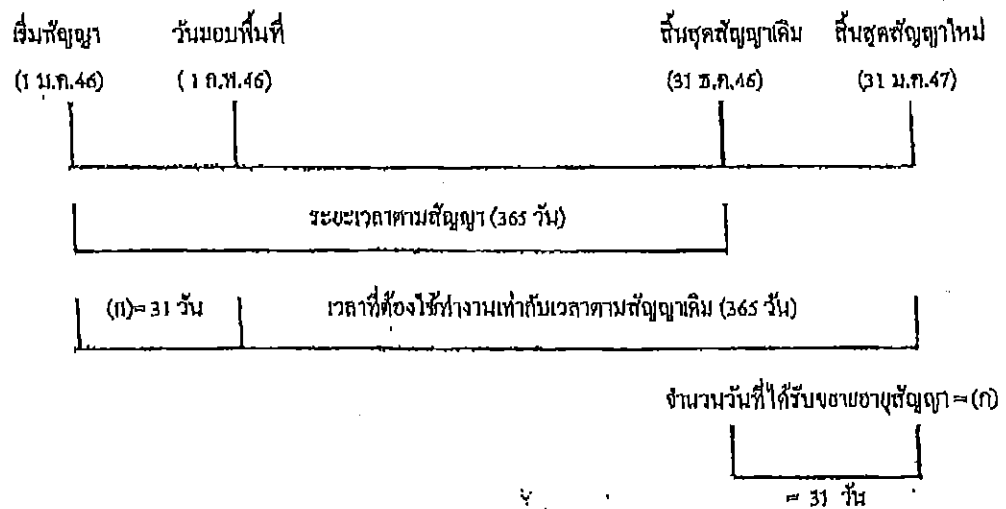 เริ่มสัญญา วันมอบพื้นที่ สิ้นสุดสัญญาเดิม สิ้นสุดสัญญาใหม่
(1 ม.ค.46) (1 ก.พ.46) (31 ธ.ค.46) (31 ม.ค.47)
ระยะเวลาตามสัญญา (365 วัน)
(ก)= 31 วัน เวลาที่ต้องใช้ทำงานเท่ากับเวลาตามสัญญาเดิม (365 วัน)
จำนวนวันที่ได้รับขยายอายุสัญญา = (ก)
= 31 วัน